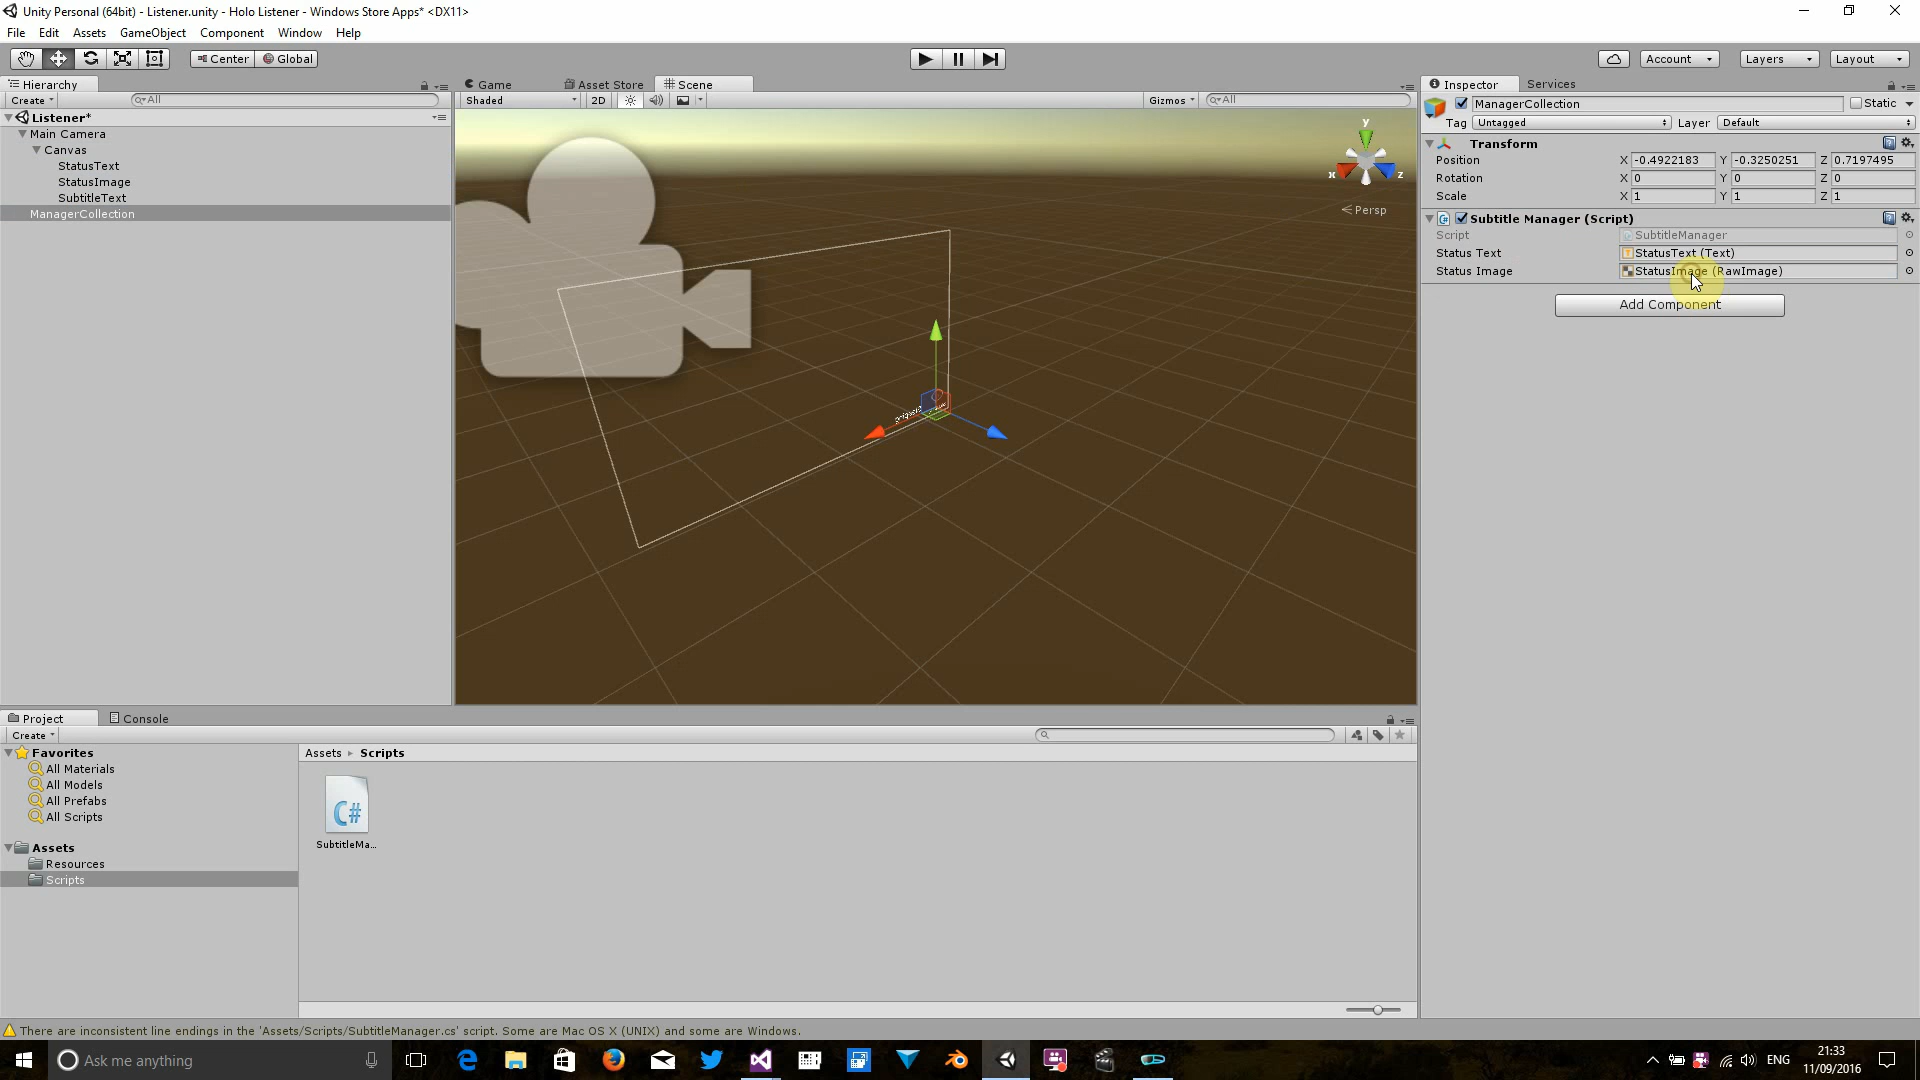 Unity Personal (64bit) - Listener.unity - Holo Listener - Windows Store Apps* <DX11>
File Edit Assets GameObject Component Window Help
Center Global
Account Layers Layout
Hierarchy
Create All
Listener*
Main Camera
Canvas
StatusText
StatusImage
SubtitleText
ManagerCollection
Game Asset Store Scene
Shaded 2D Gizmos All
y
x z
< Persp
Inspector Services
ManagerCollection Static
Tag Untagged Layer Default
Transform
Position X -0.4922183 Y -0.3250251 Z 0.7197495
Rotation X 0 Y 0 Z 0
Scale X 1 Y 1 Z 1
Subtitle Manager (Script)
Script SubtitleManager
Status Text StatusText (Text)
Status Image StatusImage (RawImage)
Add Component
Project Console
Create
Favorites
All Materials
All Models
All Prefabs
All Scripts
Assets
Resources
Scripts
Assets Scripts
C#
SubtitleMa...
There are inconsistent line endings in the 'Assets/Scripts/SubtitleManager.cs' script. Some are Mac OS X (UNIX) and some are Windows.
Ask me anything
ENG
21:33
11/09/2016